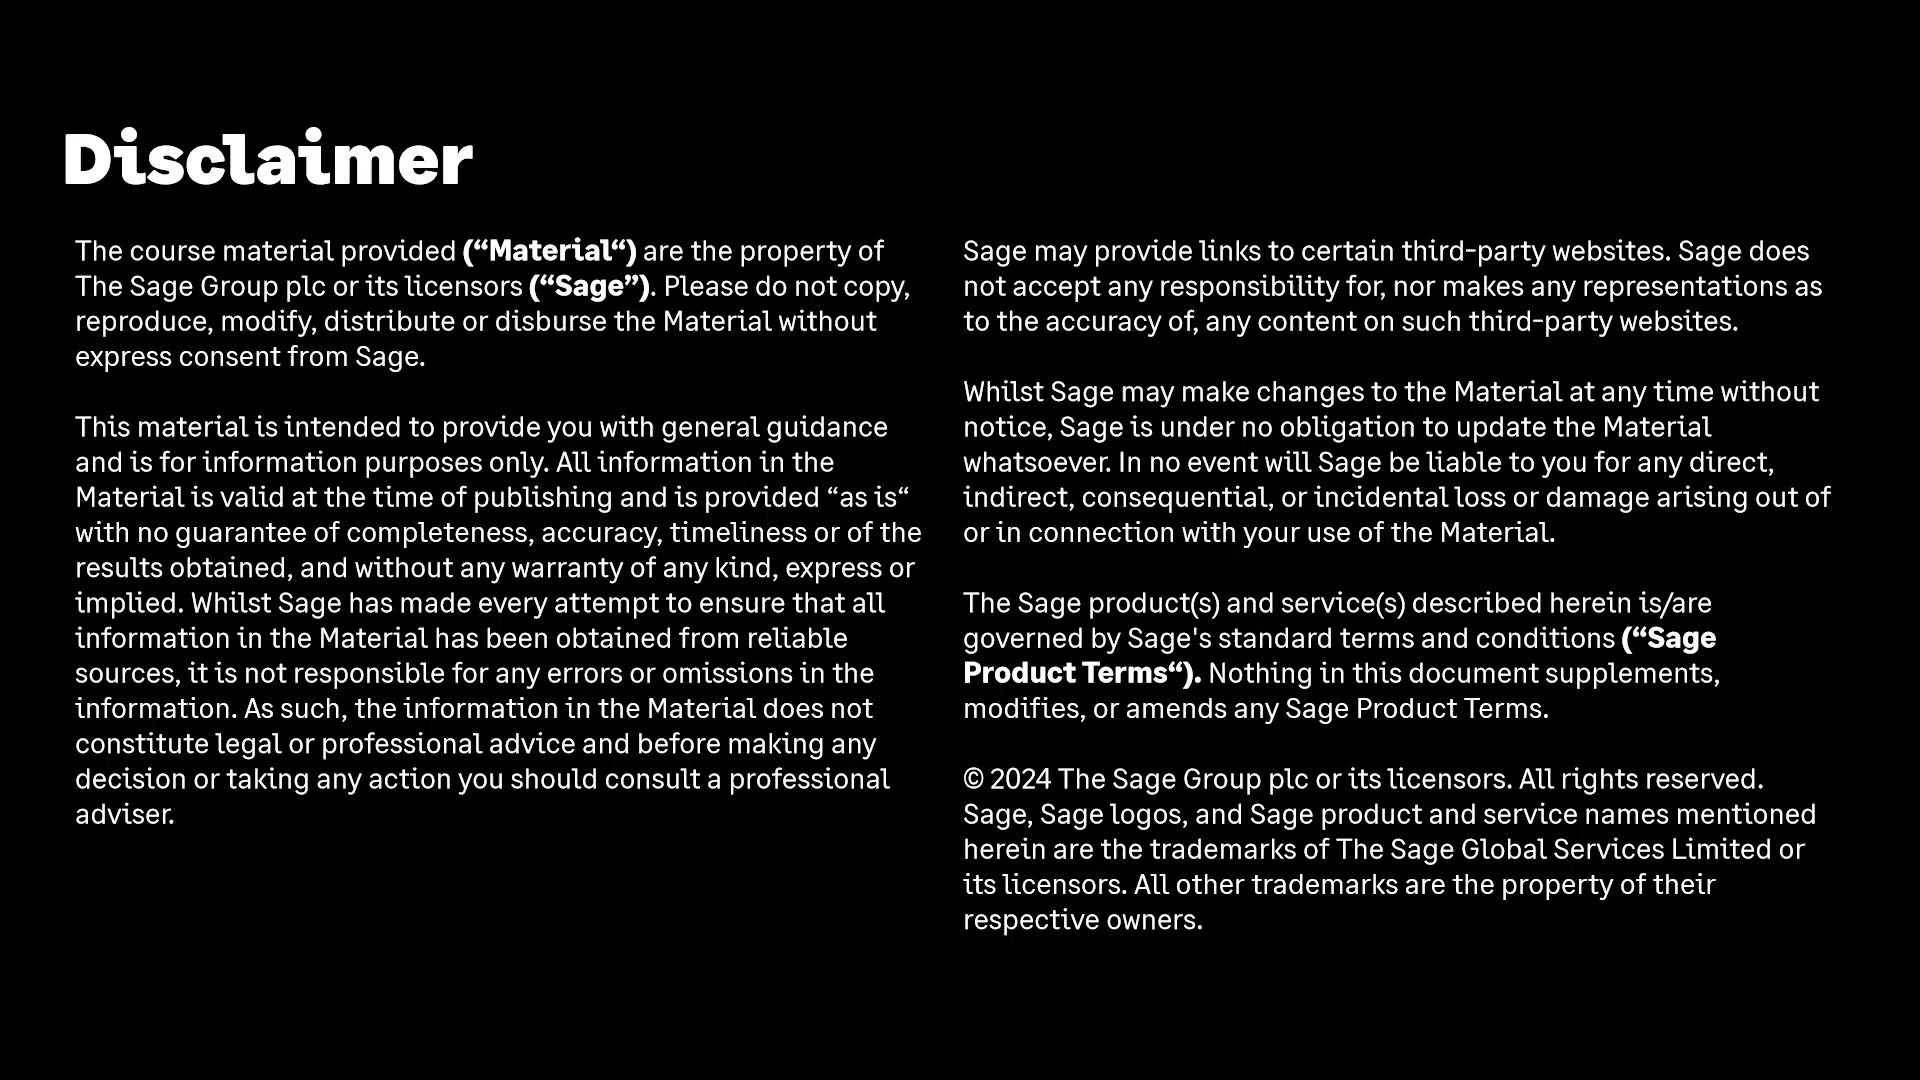 Disclaimer
The course material provided (“Material“) are the property of
The Sage Group plc or its licensors (“Sage”). Please do not copy,
reproduce, modify, distribute or disburse the Material without
express consent from Sage.
This material is intended to provide you with general guidance
and is for information purposes only. All information in the
Material is valid at the time of publishing and is provided “as is“
with no guarantee of completeness, accuracy, timeliness or of the
results obtained, and without any warranty of any kind, express or
implied. Whilst Sage has made every attempt to ensure that all
information in the Material has been obtained from reliable
sources, it is not responsible for any errors or omissions in the
information. As such, the information in the Material does not
constitute legal or professional advice and before making any
decision or taking any action you should consult a professional
adviser.
Sage may provide links to certain third-party websites. Sage does
not accept any responsibility for, nor makes any representations as
to the accuracy of, any content on such third-party websites.
Whilst Sage may make changes to the Material at any time without
notice, Sage is under no obligation to update the Material
whatsoever. In no event will Sage be liable to you for any direct,
indirect, consequential, or incidental loss or damage arising out of
or in connection with your use of the Material.
The Sage product(s) and service(s) described herein is/are
governed by Sage's standard terms and conditions (“Sage
Product Terms“). Nothing in this document supplements,
modifies, or amends any Sage Product Terms.
© 2024 The Sage Group plc or its licensors. All rights reserved.
Sage, Sage logos, and Sage product and service names mentioned
herein are the trademarks of The Sage Global Services Limited or
its licensors. All other trademarks are the property of their
respective owners.